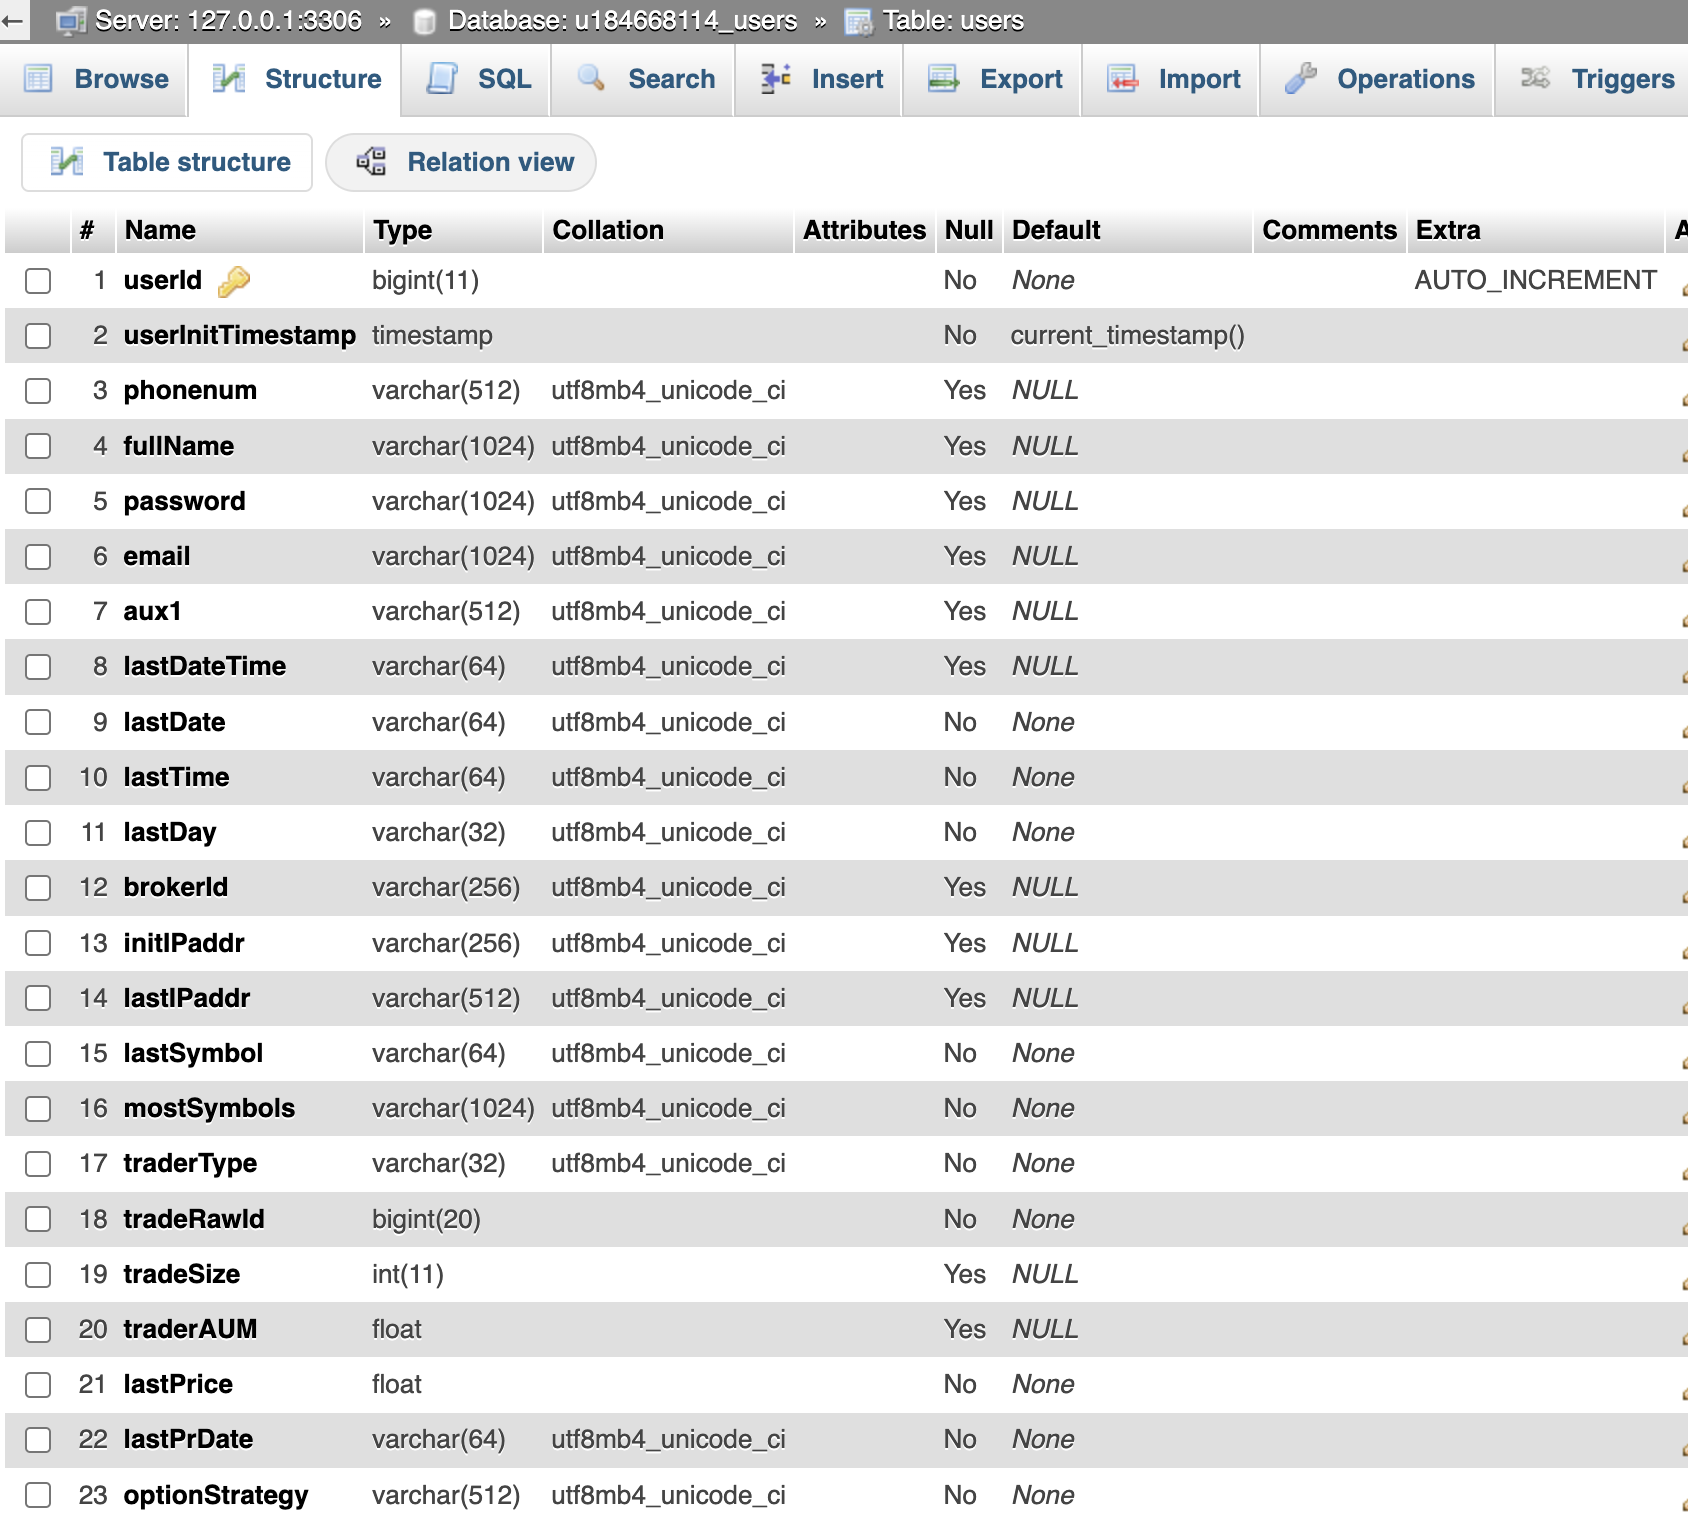 Server: 127.0.0.1:3306 » Database: u184668114_users » Table: users
Browse Structure SQL Search Insert Export Import Operations Triggers
Table structure Relation view
# Name Type Collation Attributes Null Default Comments Extra A
1 userId bigint(11) No None AUTO_INCREMENT
2 userInitTimestamp timestamp No current_timestamp()
3 phonenum varchar(512) utf8mb4_unicode_ci Yes NULL
4 fullName varchar(1024) utf8mb4_unicode_ci Yes NULL
5 password varchar(1024) utf8mb4_unicode_ci Yes NULL
6 email varchar(1024) utf8mb4_unicode_ci Yes NULL
7 aux1 varchar(512) utf8mb4_unicode_ci Yes NULL
8 lastDateTime varchar(64) utf8mb4_unicode_ci Yes NULL
9 lastDate varchar(64) utf8mb4_unicode_ci No None
10 lastTime varchar(64) utf8mb4_unicode_ci No None
11 lastDay varchar(32) utf8mb4_unicode_ci No None
12 brokerId varchar(256) utf8mb4_unicode_ci Yes NULL
13 initIPaddr varchar(256) utf8mb4_unicode_ci Yes NULL
14 lastIPaddr varchar(512) utf8mb4_unicode_ci Yes NULL
15 lastSymbol varchar(64) utf8mb4_unicode_ci No None
16 mostSymbols varchar(1024) utf8mb4_unicode_ci No None
17 traderType varchar(32) utf8mb4_unicode_ci No None
18 tradeRawId bigint(20) No None
19 tradeSize int(11) Yes NULL
20 traderAUM float Yes NULL
21 lastPrice float No None
22 lastPrDate varchar(64) utf8mb4_unicode_ci No None
23 optionStrategy varchar(512) utf8mb4_unicode_ci No None